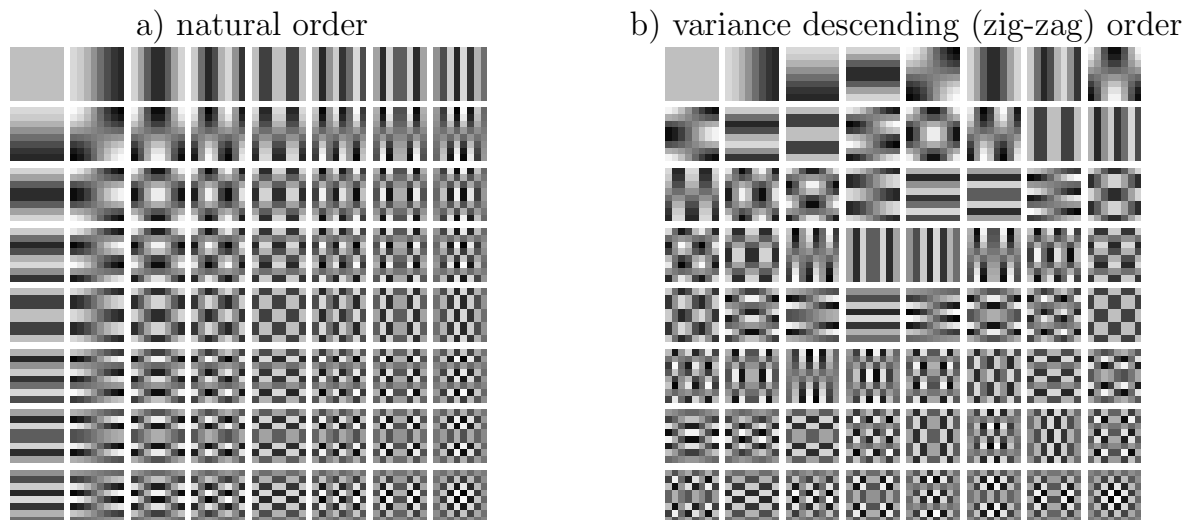 a) natural order
b) variance descending (zig-zag) order